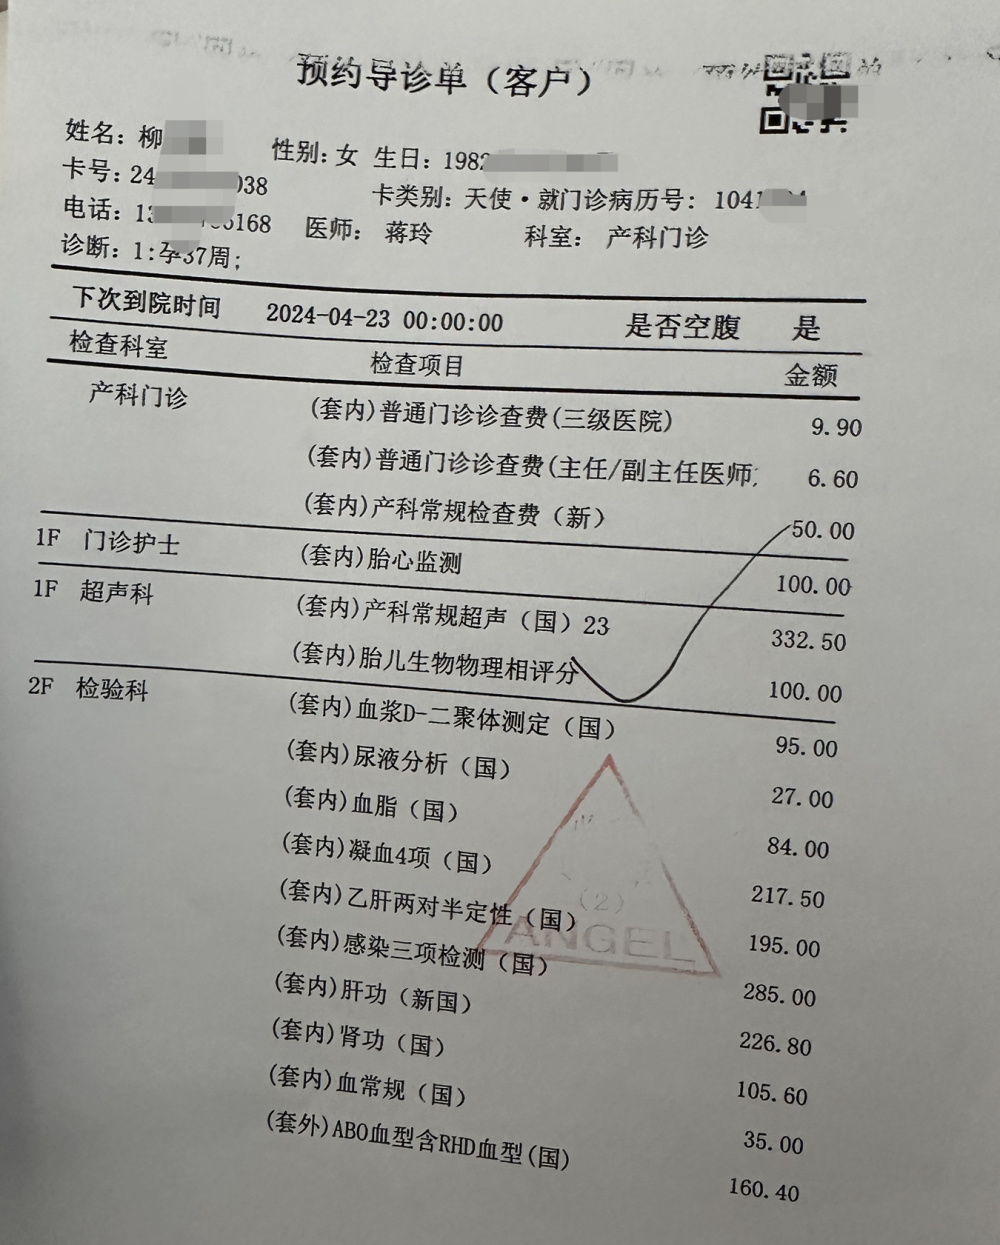 预约导诊单（客户）
姓名：柳 性别：女 生日：1982
卡号：24 038 卡类别：天使·就门诊病历号： 1041
电话：1 5168 医师： 蒋玲 科室： 产科门诊
诊断：1:孕37周；
下次到院时间 2024-04-23 00:00:00 是否空腹 是
检查科室 检查项目 金额
产科门诊 (套内)普通门诊诊查费(三级医院) 9.90
(套内)普通门诊诊查费(主任/副主任医师 6.60
(套内)产科常规检查费（新） 50.00
1F 门诊护士 (套内)胎心监测 100.00
1F 超声科 (套内)产科常规超声（国）23 332.50
(套内)胎儿生物物理相评分 100.00
2F 检验科 (套内)血浆D-二聚体测定（国） 95.00
(套内)尿液分析（国） 27.00
(套内)血脂（国） 84.00
(套内)凝血4项（国） 217.50
(套内)乙肝两对半定性（国） 195.00
(套内)感染三项检测（国） 285.00
(套内)肝功（新国） 226.80
(套内)肾功（国） 105.60
(套内)血常规（国） 35.00
(套外)ABO血型含RHD血型(国) 160.40
(2)
ANGEL